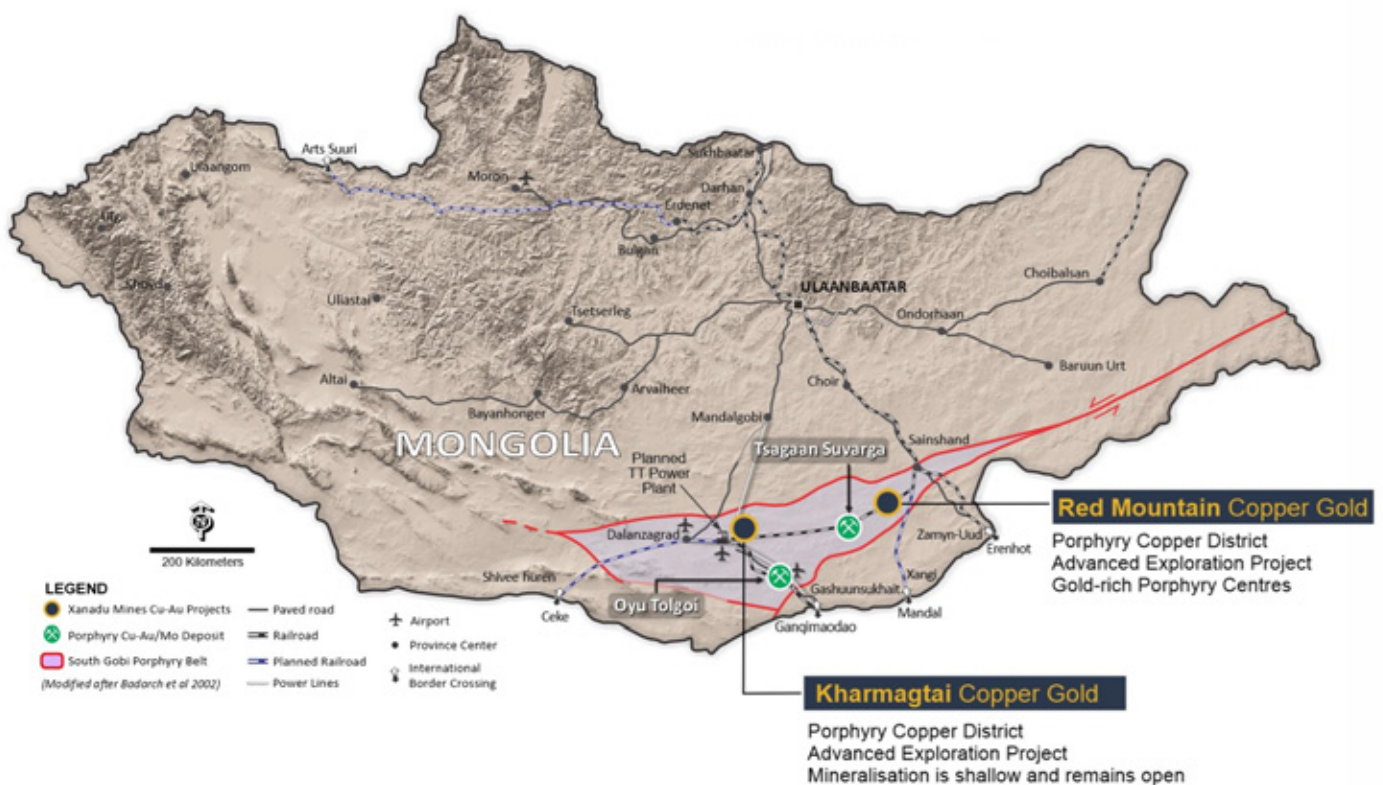 Arts Suuri
Ulaangom
Moron
Sukhbaatar
Darhan
Erdenet
Bulgan
Khovd
Uliastai
Tsetserleg
ULAANBAATAR
Choibalsan
Ondorhaan
Baruun Urt
Altai
Bayanhonger
Arvaiheer
Choir
Mandalgobi
MONGOLIA
Sainshand
Tsagaan Suvarga
Planned
TT Power
Plant
Dalanzagrad
Zamyn-Uud
Erenhot
Shivee huren
Ceke
Oyu Tolgoi
Gashuunsukhait
Xangi
Mandal
Ganqimaodao
Red Mountain Copper Gold
Porphyry Copper District
Advanced Exploration Project
Gold-rich Porphyry Centres
Kharmagtai Copper Gold
Porphyry Copper District
Advanced Exploration Project
Mineralisation is shallow and remains open
N
200 Kilometers
LEGEND
Xanadu Mines Cu-Au Projects
Porphyry Cu-Au/Mo Deposit
South Gobi Porphyry Belt
(Modified after Badarch et al 2002)
Paved road
Railroad
Planned Railroad
Power Lines
Airport
Province Center
International
Border Crossing